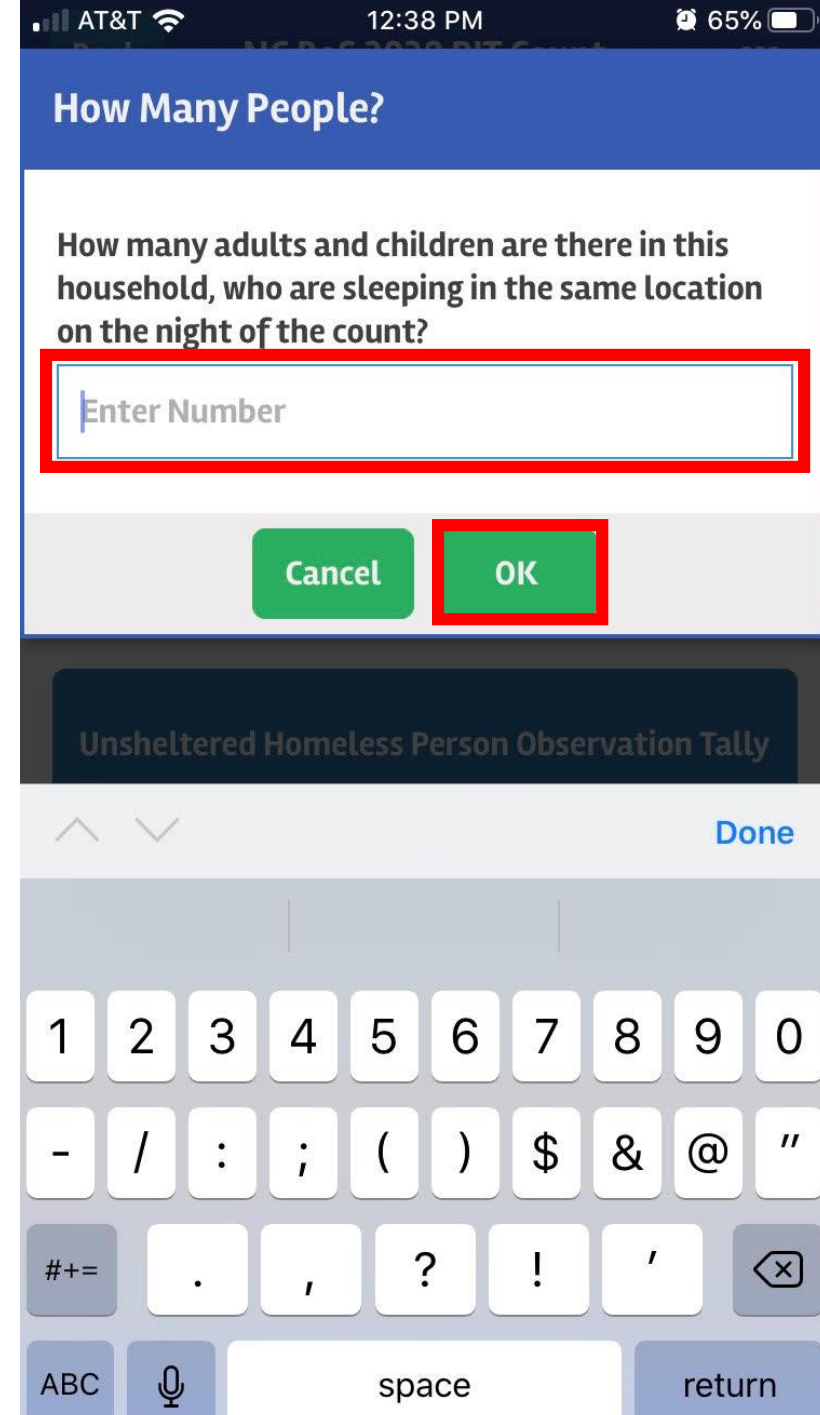 AT&T 12:38 PM 65%
How Many People?
How many adults and children are there in this
household, who are sleeping in the same location
on the night of the count?
Enter Number
Cancel OK
Unsheltered Homeless Person Observation Tally
Done
1 2 3 4 5 6 7 8 9 0
- / : ; ( ) $ & @ "
#+= . , ? ! '
ABC space return